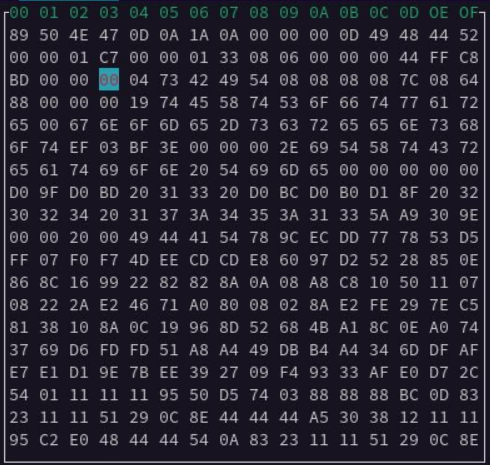 00 01 02 03 04 05 06 07 08 09 0A 0B 0C 0D 0E 0F
89 50 4E 47 0D 0A 1A 0A 00 00 00 0D 49 48 44 52
00 00 01 C7 00 00 01 33 08 06 00 00 00 44 FF C8
BD 00 00 00 04 73 42 49 54 08 08 08 08 7C 08 64
88 00 00 00 19 74 45 58 74 53 6F 66 74 77 61 72
65 00 67 6E 6F 6D 65 2D 73 63 72 65 65 6E 73 68
6F 74 EF 03 BF 3E 00 00 00 2E 69 54 58 74 43 72
65 61 74 69 6F 6E 20 54 69 6D 65 00 00 00 00 00
D0 9F D0 BD 20 31 33 20 D0 BC D0 B0 D1 8F 20 32
30 32 34 20 31 37 3A 34 35 3A 31 33 5A A9 30 9E
00 00 20 00 49 44 41 54 78 9C EC DD 77 78 53 D5
FF 07 F0 F7 4D EE CD CD E8 60 97 D2 52 28 85 0E
86 8C 16 99 22 82 82 8A 0A 08 A8 C8 10 50 11 07
08 22 2A E2 46 71 A0 80 08 02 8A E2 FE 29 7E C5
81 38 10 8A 0C 19 96 8D 52 68 4B A1 8C 0E A0 74
37 69 D6 FD FD 51 A8 A4 49 DB B4 A4 34 6D DF AF
E7 E1 D1 9E 7B EE 39 27 09 F4 93 33 AF E0 D7 2C
54 01 11 11 11 95 50 D5 74 03 88 88 88 BC 0D 83
23 11 11 51 29 0C 8E 44 44 44 A5 30 38 12 11 11
95 C2 E0 48 44 44 54 0A 83 23 11 11 51 29 0C 8E